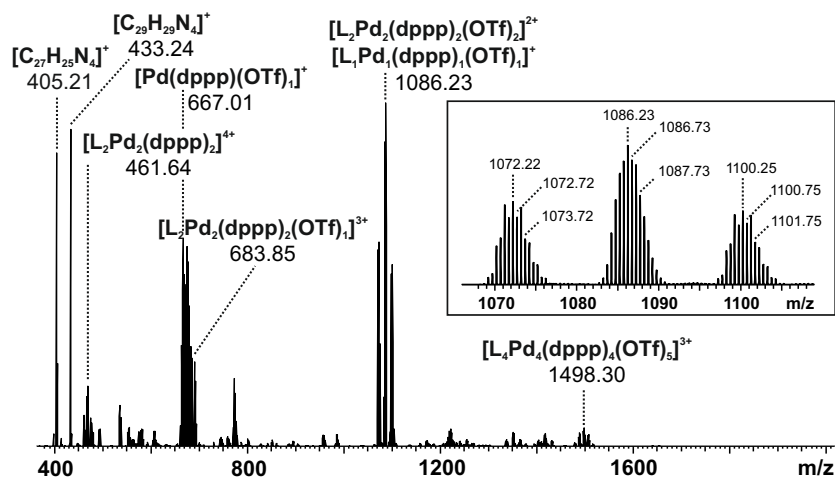 [C₂₇H₂₅N₄]⁺
405.21
[C₂₉H₂₉N₄]⁺
433.24
[L₂Pd₂(dppp)₂]⁴⁺
461.64
[Pd(dppp)(OTf)₁]⁺
667.01
[L₂Pd₂(dppp)₂(OTf)₁]³⁺
683.85
[L₂Pd₂(dppp)₂(OTf)₂]²⁺
[L₁Pd₁(dppp)₁(OTf)₁]⁺
1086.23
1072.22
1072.72
1073.72
1086.23
1086.73
1087.73
1100.25
1100.75
1101.75
1070 1080 1090 1100 m/z
[L₄Pd₄(dppp)₄(OTf)₅]³⁺
1498.30
400 800 1200 1600 m/z